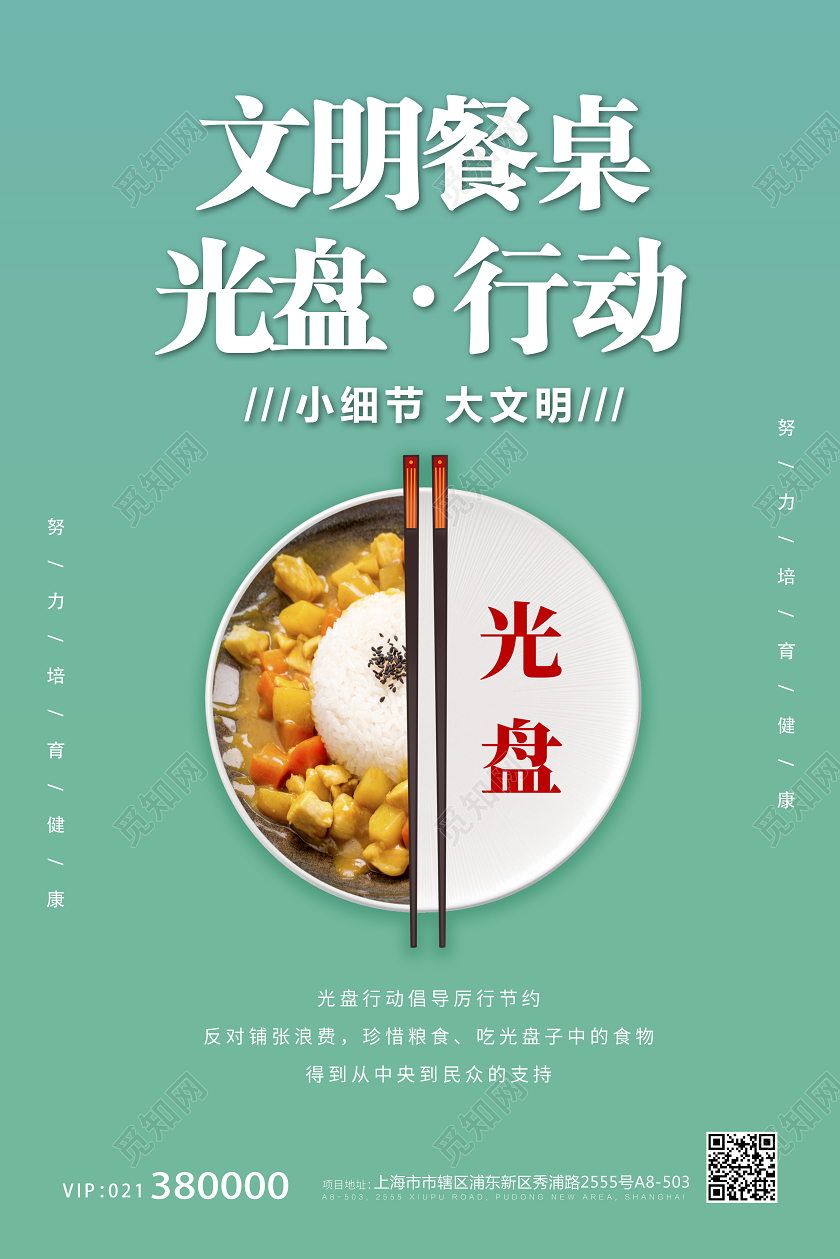 文明餐桌
光盘·行动
///小细节 大文明///
努/力/培/育/健/康
努/力/培/育/健/康
光
盘
光盘行动倡导厉行节约
反对铺张浪费，珍惜粮食、吃光盘子中的食物
得到从中央到民众的支持
VIP:021 380000
项目地址:上海市市辖区浦东新区秀浦路2555号A8-503
A8-503, 2555 XIUPU ROAD, PUDONG NEW AREA, SHANGHAI
觅知网